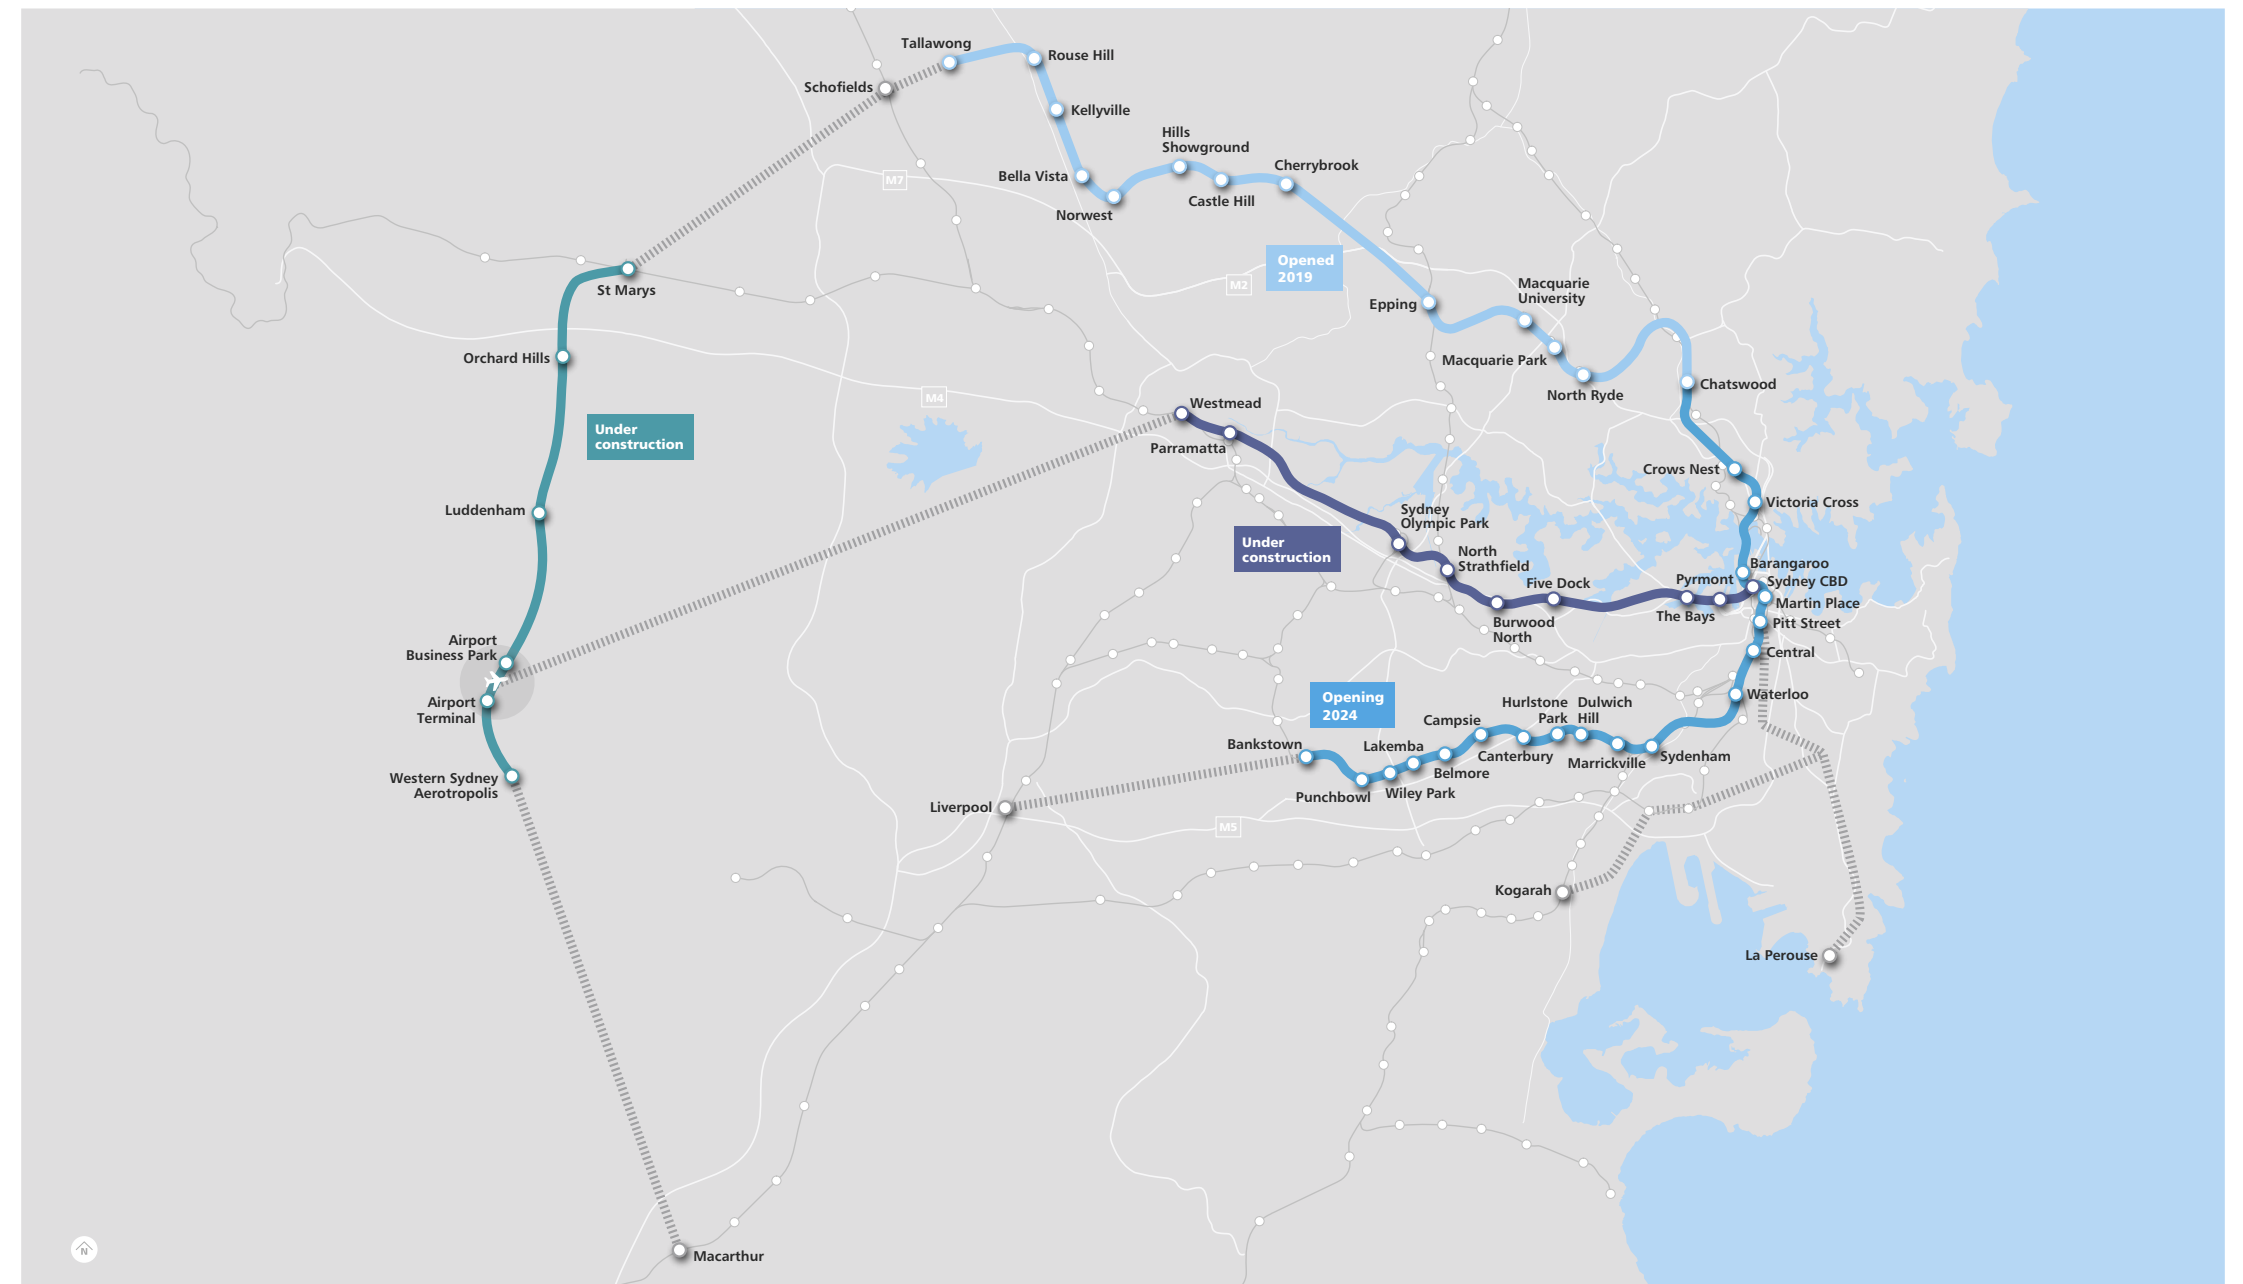 Tallawong
Rouse Hill
Schofields
Kellyville
Hills
Showground
Cherrybrook
M7
Bella Vista
Castle Hill
Norwest
Opened
2019
M2
St Marys
Macquarie
University
Epping
Orchard Hills
Macquarie Park
North Ryde
Chatswood
M4
Westmead
Under
construction
Parramatta
Crows Nest
Victoria Cross
Luddenham
Sydney
Olympic Park
Under
construction
North
Strathfield
Barangaroo
Pyrmont
Sydney CBD
Five Dock
Martin Place
The Bays
Burwood
North
Pitt Street
Airport
Business Park
Central
Airport
Terminal
Opening
2024
Waterloo
Hurlstone
Park
Dulwich
Hill
Campsie
Bankstown
Lakemba
Canterbury
Marrickville
Sydenham
Belmore
Western Sydney
Aerotropolis
Punchbowl
Wiley Park
Liverpool
M5
Kogarah
La Perouse
N
Macarthur